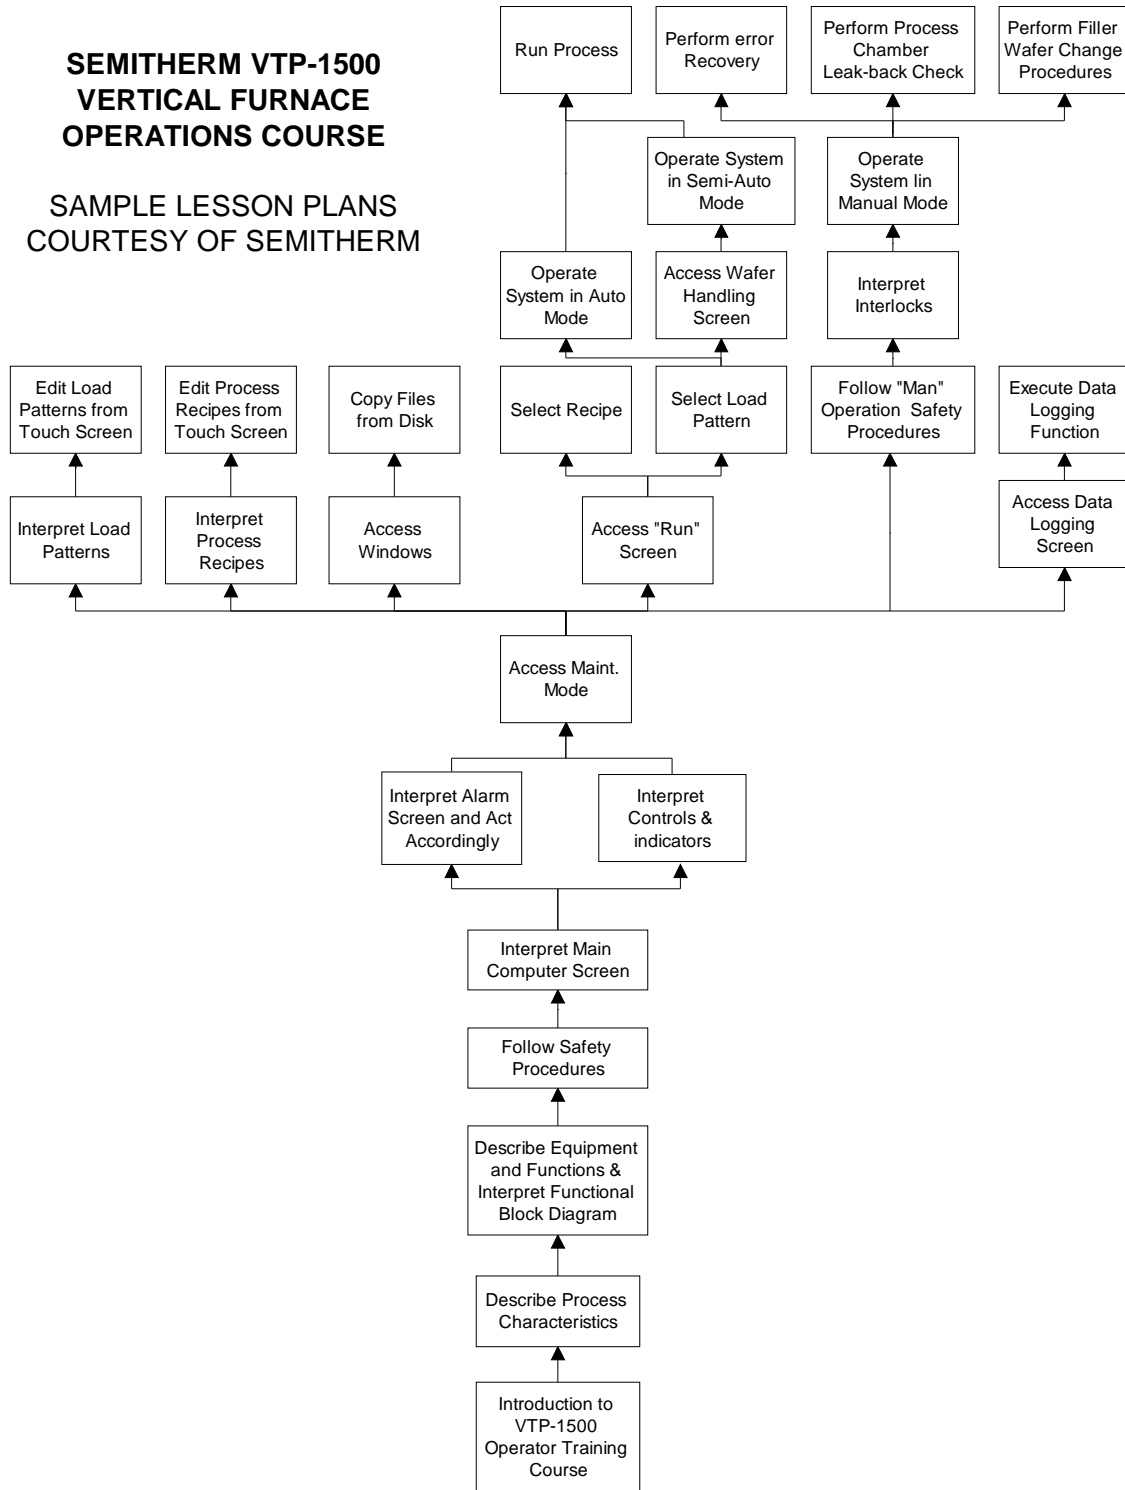 SEMITHERM VTP-1500
VERTICAL FURNACE
OPERATIONS COURSE
SAMPLE LESSON PLANS
COURTESY OF SEMITHERM
Run Process
Perform error
Recovery
Perform Process
Chamber
Leak-back Check
Perform Filler
Wafer Change
Procedures
Operate System
in Semi-Auto
Mode
Operate
System Iin
Manual Mode
Operate
System in Auto
Mode
Access Wafer
Handling
Screen
Interpret
Interlocks
Edit Load
Patterns from
Touch Screen
Edit Process
Recipes from
Touch Screen
Copy Files
from Disk
Select Recipe
Select Load
Pattern
Follow "Man"
Operation Safety
Procedures
Execute Data
Logging
Function
Interpret Load
Patterns
Interpret
Process
Recipes
Access
Windows
Access "Run"
Screen
Access Data
Logging
Screen
Access Maint.
Mode
Interpret Alarm
Screen and Act
Accordingly
Interpret
Controls &
indicators
Interpret Main
Computer Screen
Follow Safety
Procedures
Describe Equipment
and Functions &
Interpret Functional
Block Diagram
Describe Process
Characteristics
Introduction to
VTP-1500
Operator Training
Course